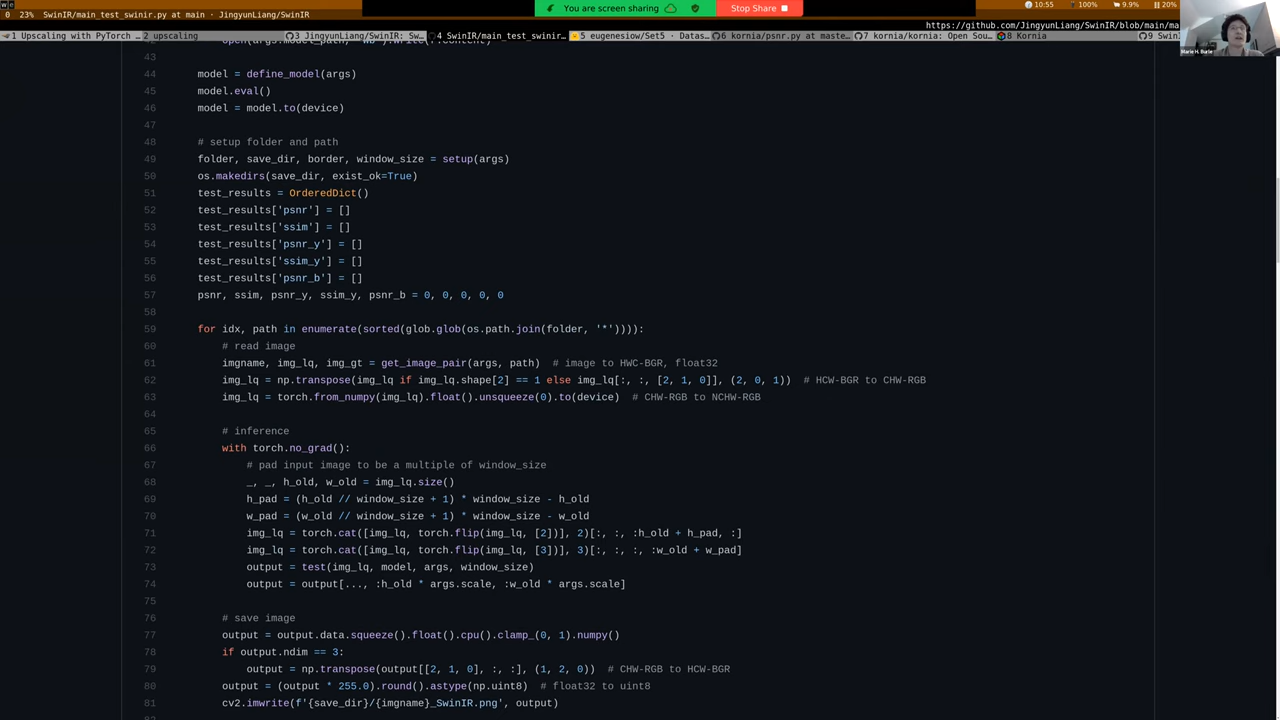 0 23% SwinIR/main_test_swinir.py at main · JingyunLiang/SwinIR
You are screen sharing
Stop Share
10:55 100% 9.9% 20%
https://github.com/JingyunLiang/SwinIR/blob/main/ma
1 Upscaling with PyTorch 2 upscaling 3 JingyunLiang/SwinIR: Sw… 4 SwinIR/main_test_swinir… 5 eugenesiow/Set5 · Datas… 6 kornia/psnr.py at maste… 7 kornia/kornia: Open Sou… 8 Kornia 9 Swin
43
44 model = define_model(args)
45 model.eval()
46 model = model.to(device)
47
48 # setup folder and path
49 folder, save_dir, border, window_size = setup(args)
50 os.makedirs(save_dir, exist_ok=True)
51 test_results = OrderedDict()
52 test_results['psnr'] = []
53 test_results['ssim'] = []
54 test_results['psnr_y'] = []
55 test_results['ssim_y'] = []
56 test_results['psnr_b'] = []
57 psnr, ssim, psnr_y, ssim_y, psnr_b = 0, 0, 0, 0, 0
58
59 for idx, path in enumerate(sorted(glob.glob(os.path.join(folder, '*')))):
60 # read image
61 imgname, img_lq, img_gt = get_image_pair(args, path) # image to HWC-BGR, float32
62 img_lq = np.transpose(img_lq if img_lq.shape[2] == 1 else img_lq[:, :, [2, 1, 0]], (2, 0, 1)) # HCW-BGR to CHW-RGB
63 img_lq = torch.from_numpy(img_lq).float().unsqueeze(0).to(device) # CHW-RGB to NCHW-RGB
64
65 # inference
66 with torch.no_grad():
67 # pad input image to be a multiple of window_size
68 _, _, h_old, w_old = img_lq.size()
69 h_pad = (h_old // window_size + 1) * window_size - h_old
70 w_pad = (w_old // window_size + 1) * window_size - w_old
71 img_lq = torch.cat([img_lq, torch.flip(img_lq, [2])], 2)[:, :, :h_old + h_pad, :]
72 img_lq = torch.cat([img_lq, torch.flip(img_lq, [3])], 3)[:, :, :, :w_old + w_pad]
73 output = test(img_lq, model, args, window_size)
74 output = output[..., :h_old * args.scale, :w_old * args.scale]
75
76 # save image
77 output = output.data.squeeze().float().cpu().clamp_(0, 1).numpy()
78 if output.ndim == 3:
79 output = np.transpose(output[[2, 1, 0], :, :], (1, 2, 0)) # CHW-RGB to HCW-BGR
80 output = (output * 255.0).round().astype(np.uint8) # float32 to uint8
81 cv2.imwrite(f'{save_dir}/{imgname}_SwinIR.png', output)